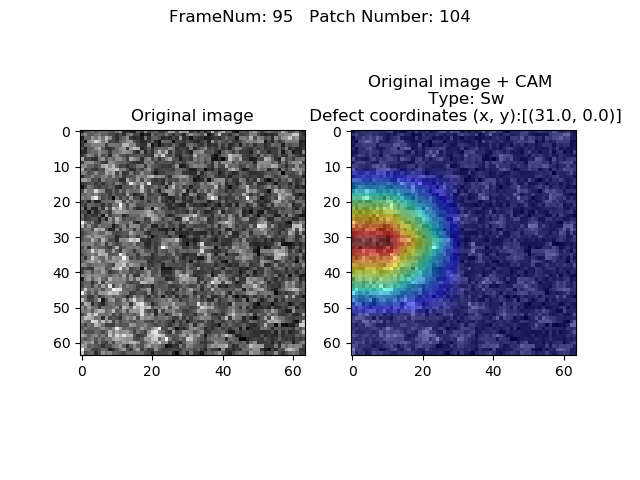 FrameNum: 95   Patch Number: 104
Original image
Original image + CAM
Type: Sw
Defect coordinates (x, y):[(31.0, 0.0)]
0
10
20
30
40
50
60
0 20 40 60
0
10
20
30
40
50
60
0 20 40 60